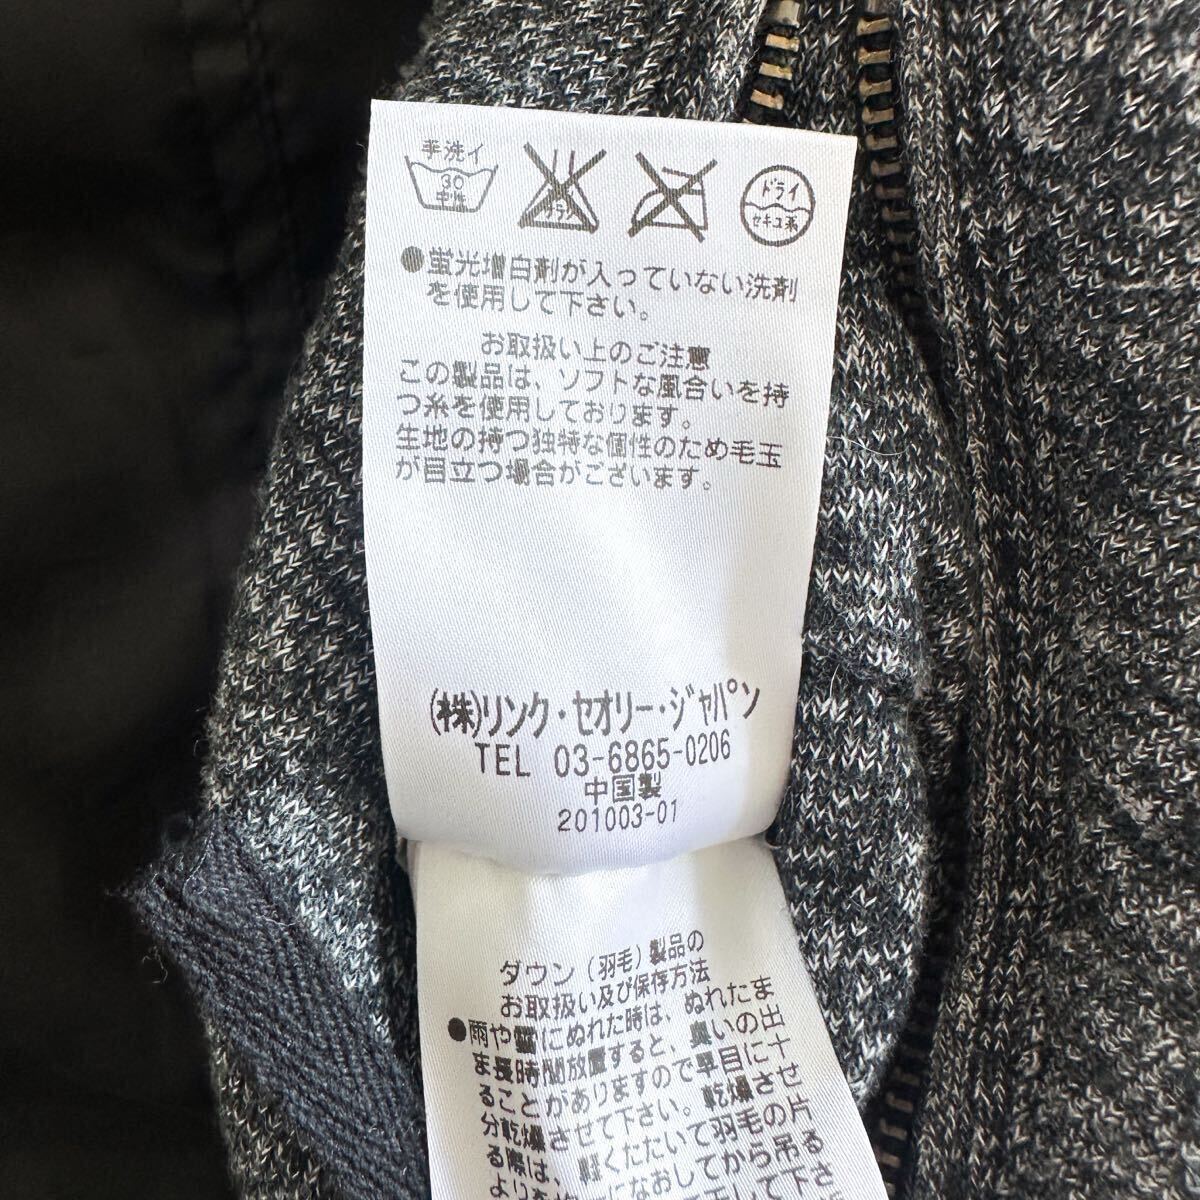 手洗イ
30
中性
エンソ
サラシ
ドライ
セキユ系
●蛍光増白剤が入っていない洗剤
を使用して下さい。
お取扱い上のご注意
この製品は、ソフトな風合いを持
つ糸を使用しております。
生地の持つ独特な個性のため毛玉
が目立つ場合がございます。
(株)リンク・セオリー・ジャパン
TEL 03-6865-0206
中国製
201003-01
ダウン(羽毛)製品の
お取扱い及び保存方法
●雨や雪にぬれた時は、ぬれたま
ま長時間放置すると、臭いの出
ることがありますので早目に十
分乾燥させて下さい。乾燥させ
る際は、軽くたたいて羽毛の片
よりを
になおしてから吊る
して下さ